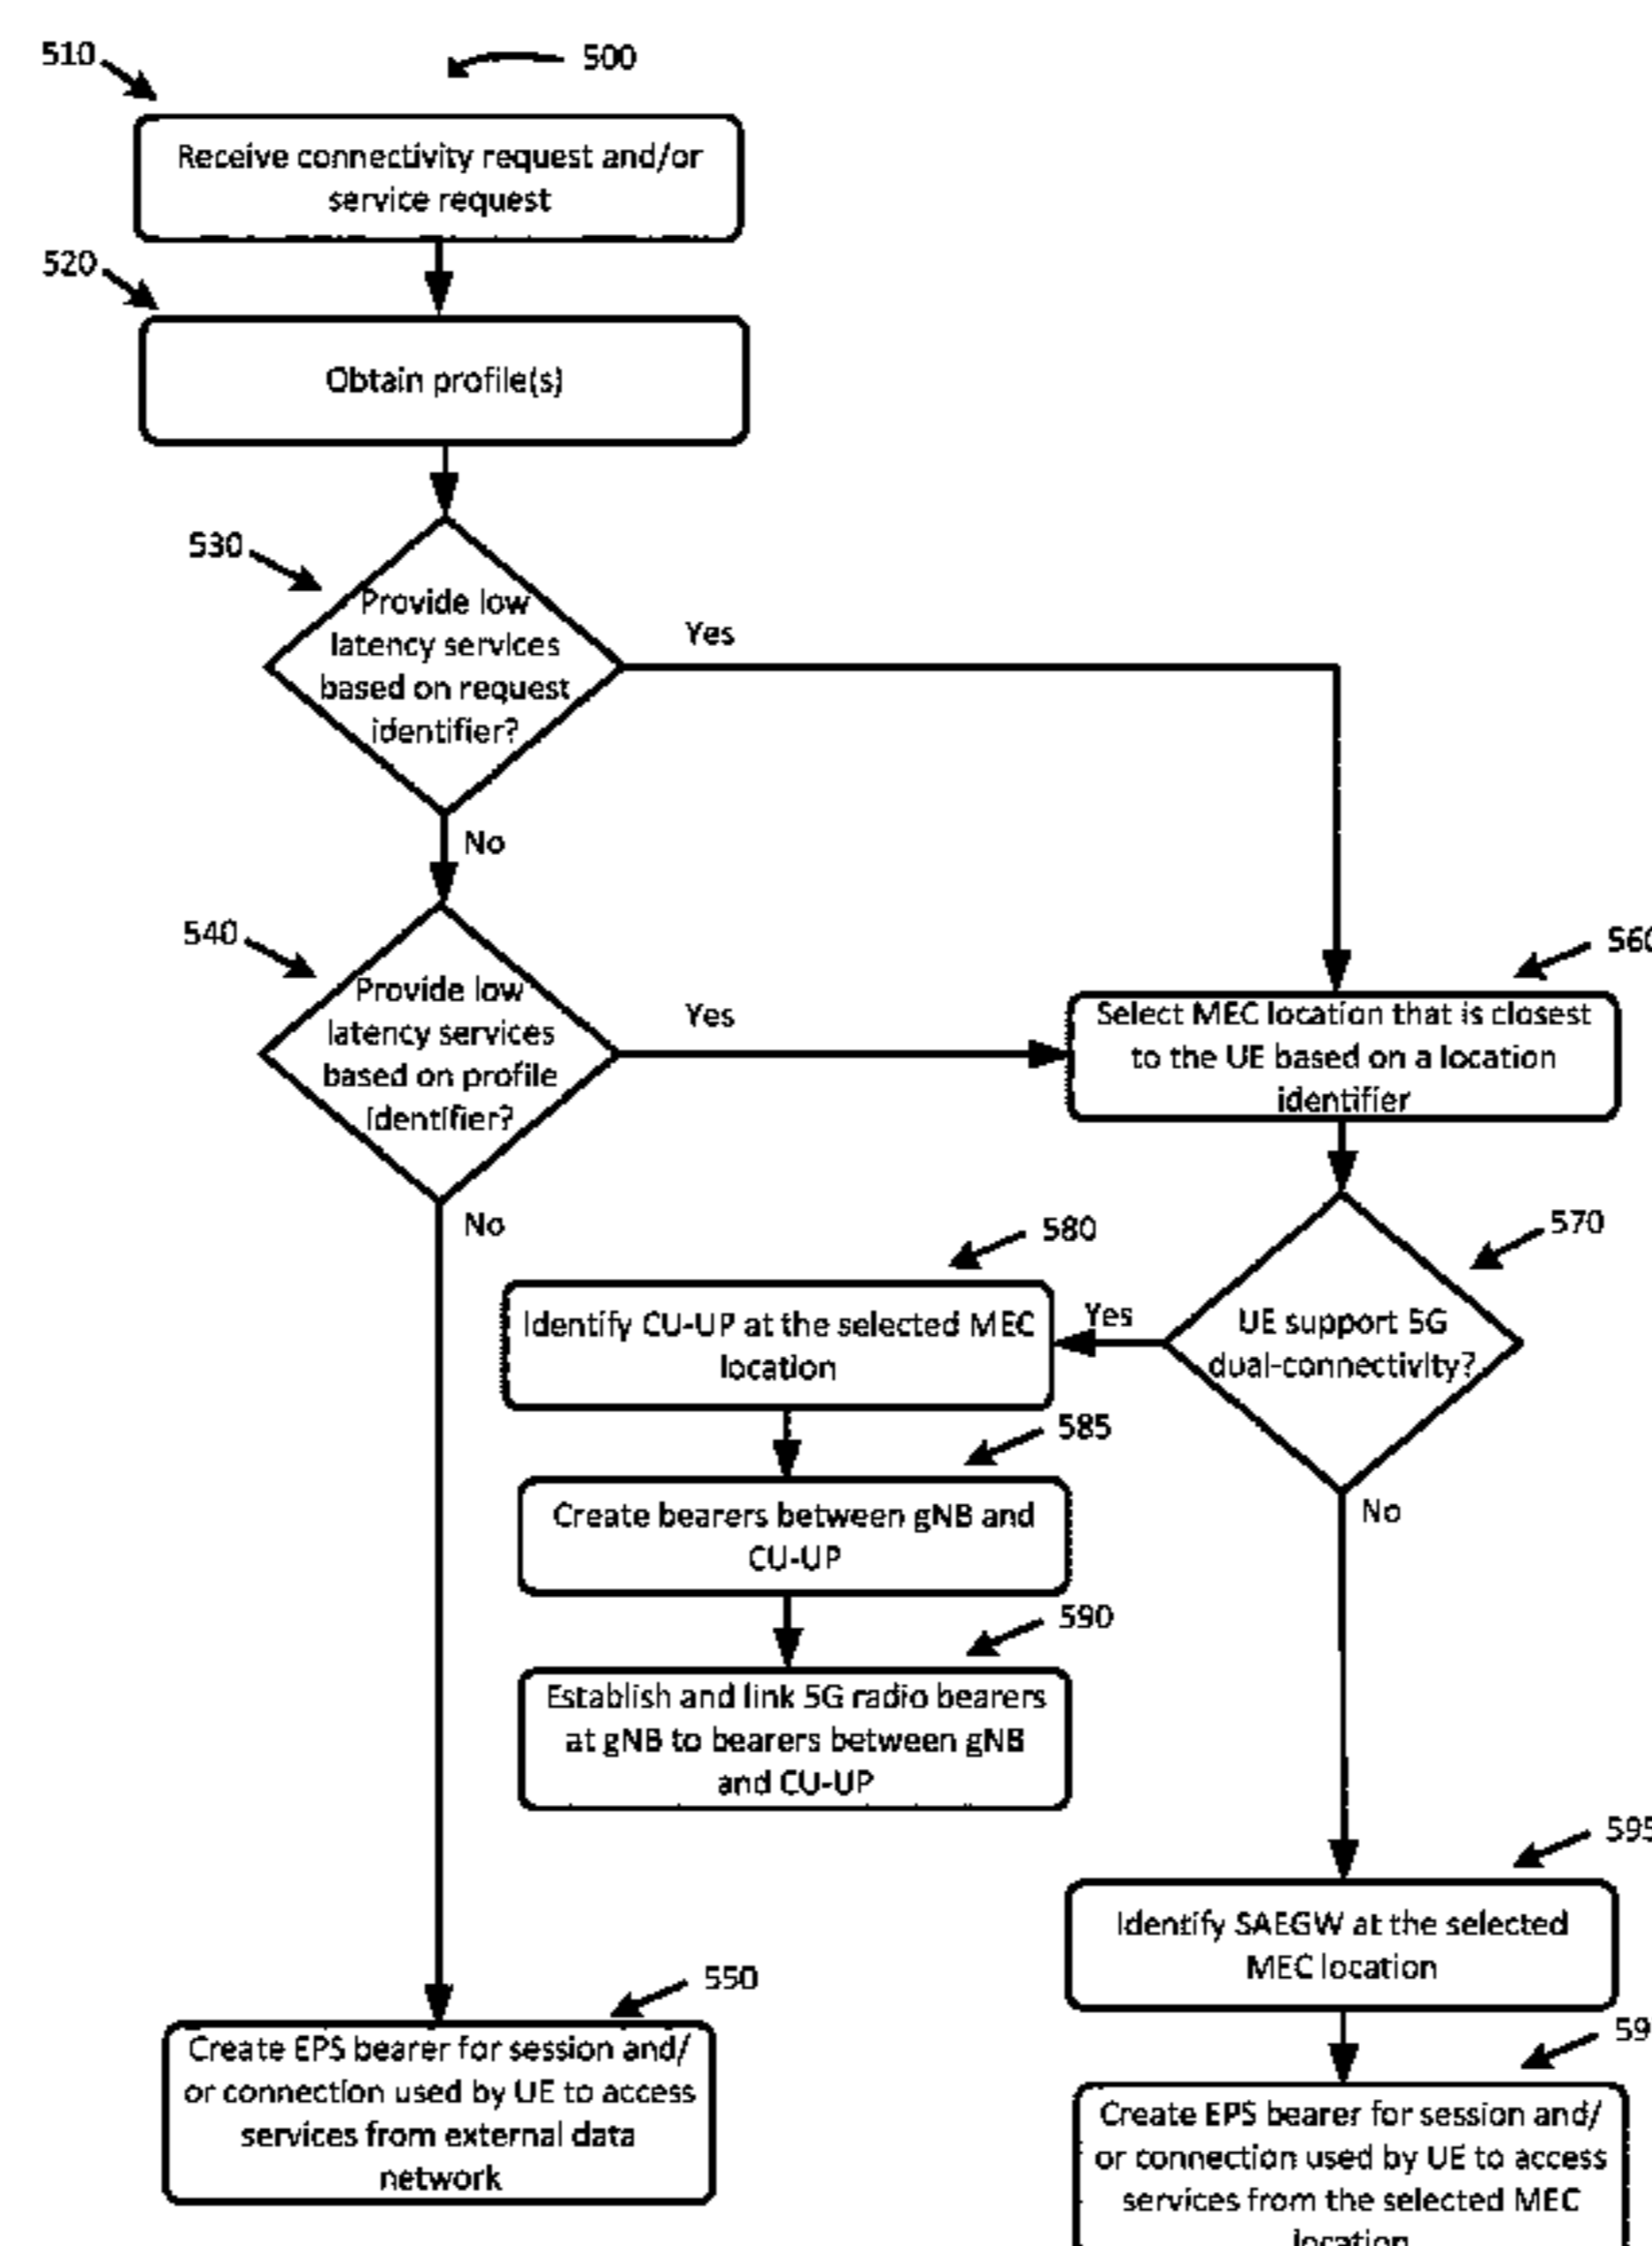 510
500
Receive connectivity request and/or
service request
520
Obtain profile(s)
530
Provide low
latency services
based on request
identifier?
Yes
No
540
Provide low
latency services
based on profile
identifier?
Yes
560
Select MEC location that is closest
to the UE based on a location
identifier
No
580
570
Identify CU-UP at the selected MEC
location
Yes
UE support 5G
dual-connectivity?
585
Create bearers between gNB and
CU-UP
No
590
Establish and link 5G radio bearers
at gNB to bearers between gNB
and CU-UP
595
Identify SAEGW at the selected
MEC location
550
Create EPS bearer for session and/
or connection used by UE to access
services from external data
network
59
Create EPS bearer for session and/
or connection used by UE to access
services from the selected MEC
location